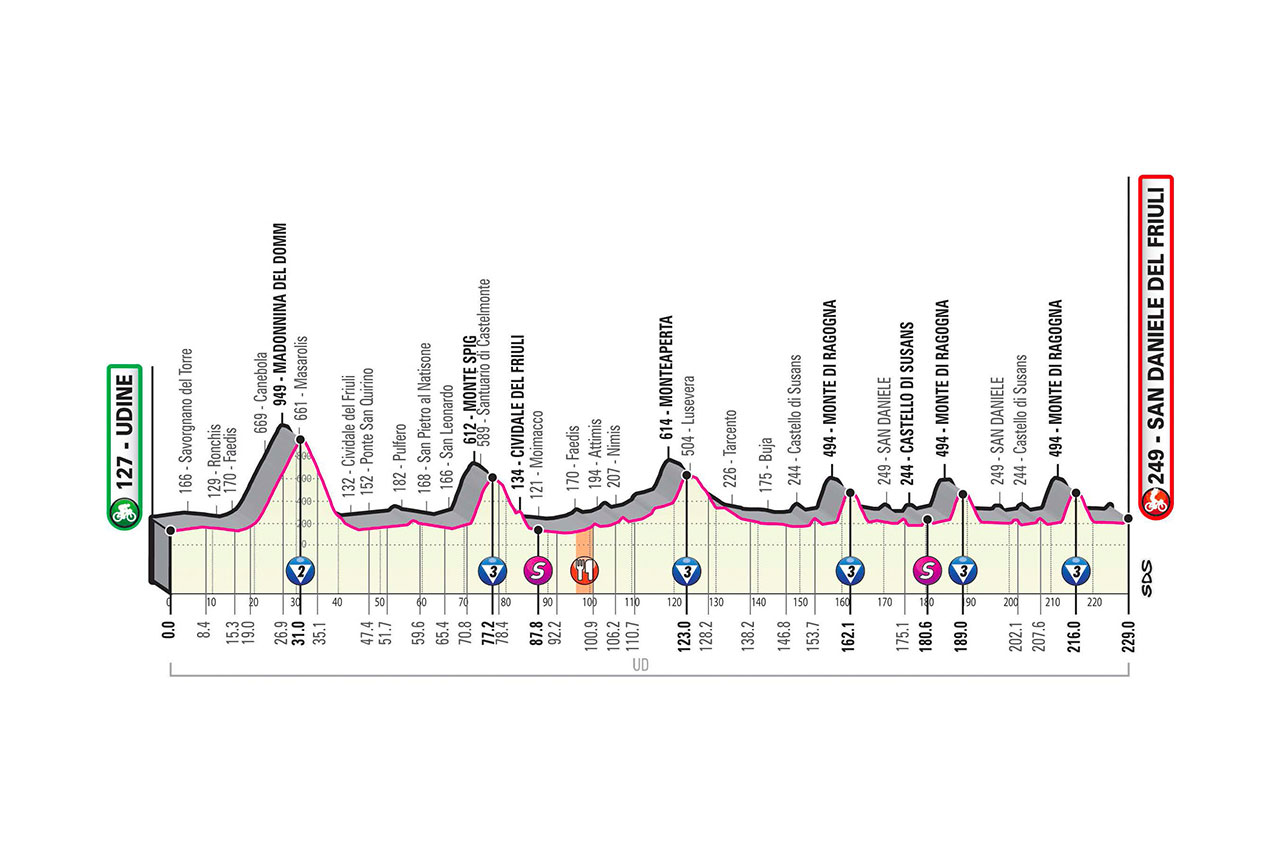 127 - UDINE
166 - Savorgnano del Torre
129 - Ronchis
170 - Faedis
669 - Canebola
949 - MADONNINA DEL DOMM
661 - Masarolis
132 - Cividale del Friuli
152 - Ponte San Quirino
182 - Pulfero
168 - San Pietro al Natisone
166 - San Leonardo
612 - MONTE SPIG
589 - Santuario di Castelmonte
134 - CIVIDALE DEL FRIULI
121 - Moimacco
170 - Faedis
194 - Attimis
207 - Nimis
614 - MONTEAPERTA
504 - Lusevera
226 - Tarcento
175 - Buja
244 - Castello di Susans
494 - MONTE DI RAGOGNA
249 - SAN DANIELE
244 - CASTELLO DI SUSANS
494 - MONTE DI RAGOGNA
249 - SAN DANIELE
244 - Castello di Susans
494 - MONTE DI RAGOGNA
249 - SAN DANIELE DEL FRIULI
800
600
400
200
0
2
3
S
3
3
S
3
3
SDS
0 10 20 30 40 50 60 70 80 90 100 110 120 130 140 150 160 170 180 190 200 210 220
0.0 8.4 15.3 19.0 26.9 31.0 35.1 47.4 51.7 59.6 65.4 70.8 77.2 78.4 87.8 92.2 100.9 106.2 110.7 123.0 128.2 138.2 146.8 153.7 162.1 175.1 180.6 189.0 202.1 207.6 216.0 229.0
UD